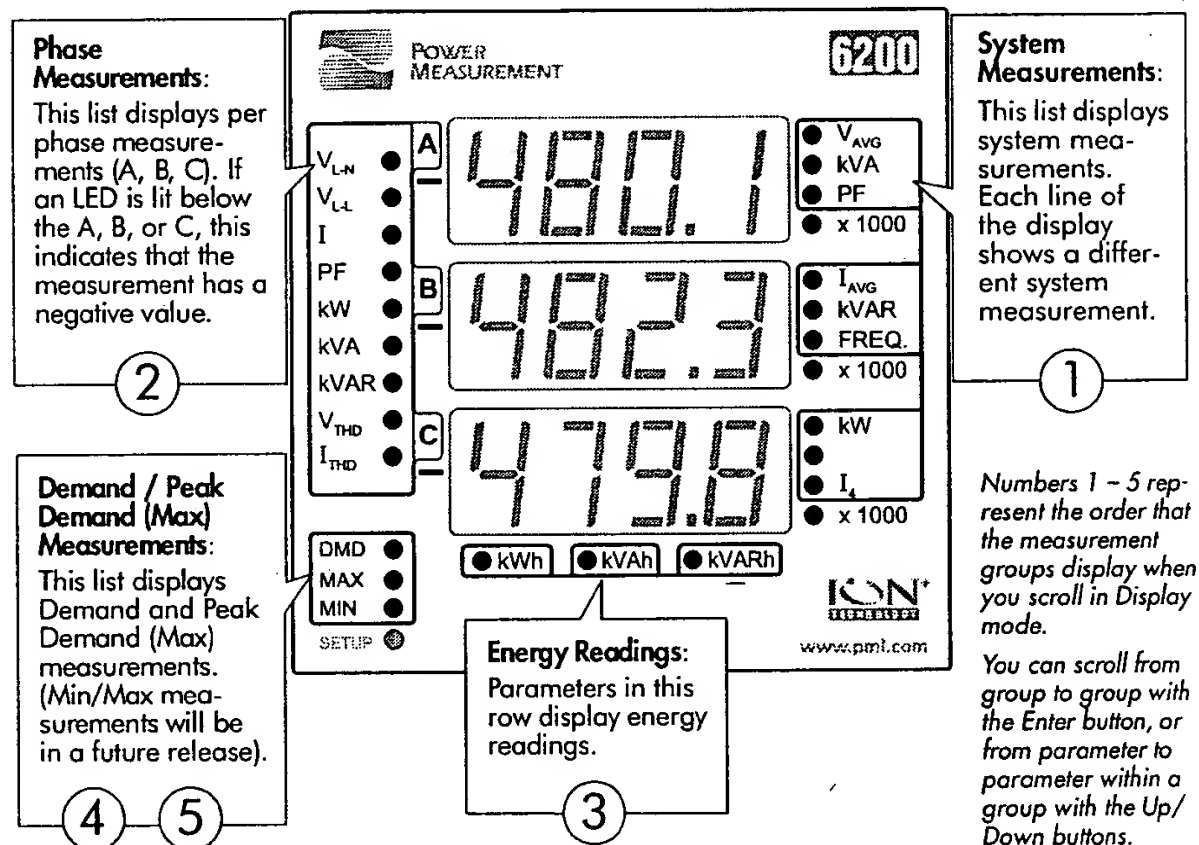 Phase
Measurements:
This list displays per
phase measure-
ments (A, B, C). If
an LED is lit below
the A, B, or C, this
indicates that the
measurement has a
negative value.
2
Demand / Peak
Demand (Max)
Measurements:
This list displays
Demand and Peak
Demand (Max)
measurements.
(Min/Max mea-
surements will be
in a future release).
4 5
POWER
MEASUREMENT
6200
V L-N
V L-L
I
PF
kW
kVA
kVAR
V THD
I THD
A
B
C
480.1
482.3
479.8
V AVG
kVA
PF
x 1000
I AVG
kVAR
FREQ.
x 1000
kW
I 4
x 1000
DMD
MAX
MIN
SETUP
kWh kVAh kVARh
ION+
TECHNOLOGY
www.pml.com
Energy Readings:
Parameters in this
row display energy
readings.
3
System
Measurements:
This list displays
system mea-
surements.
Each line of
the display
shows a differ-
ent system
measurement.
1
Numbers 1 ~ 5 rep-
resent the order that
the measurement
groups display when
you scroll in Display
mode.
You can scroll from
group to group with
the Enter button, or
from parameter to
parameter within a
group with the Up/
Down buttons.